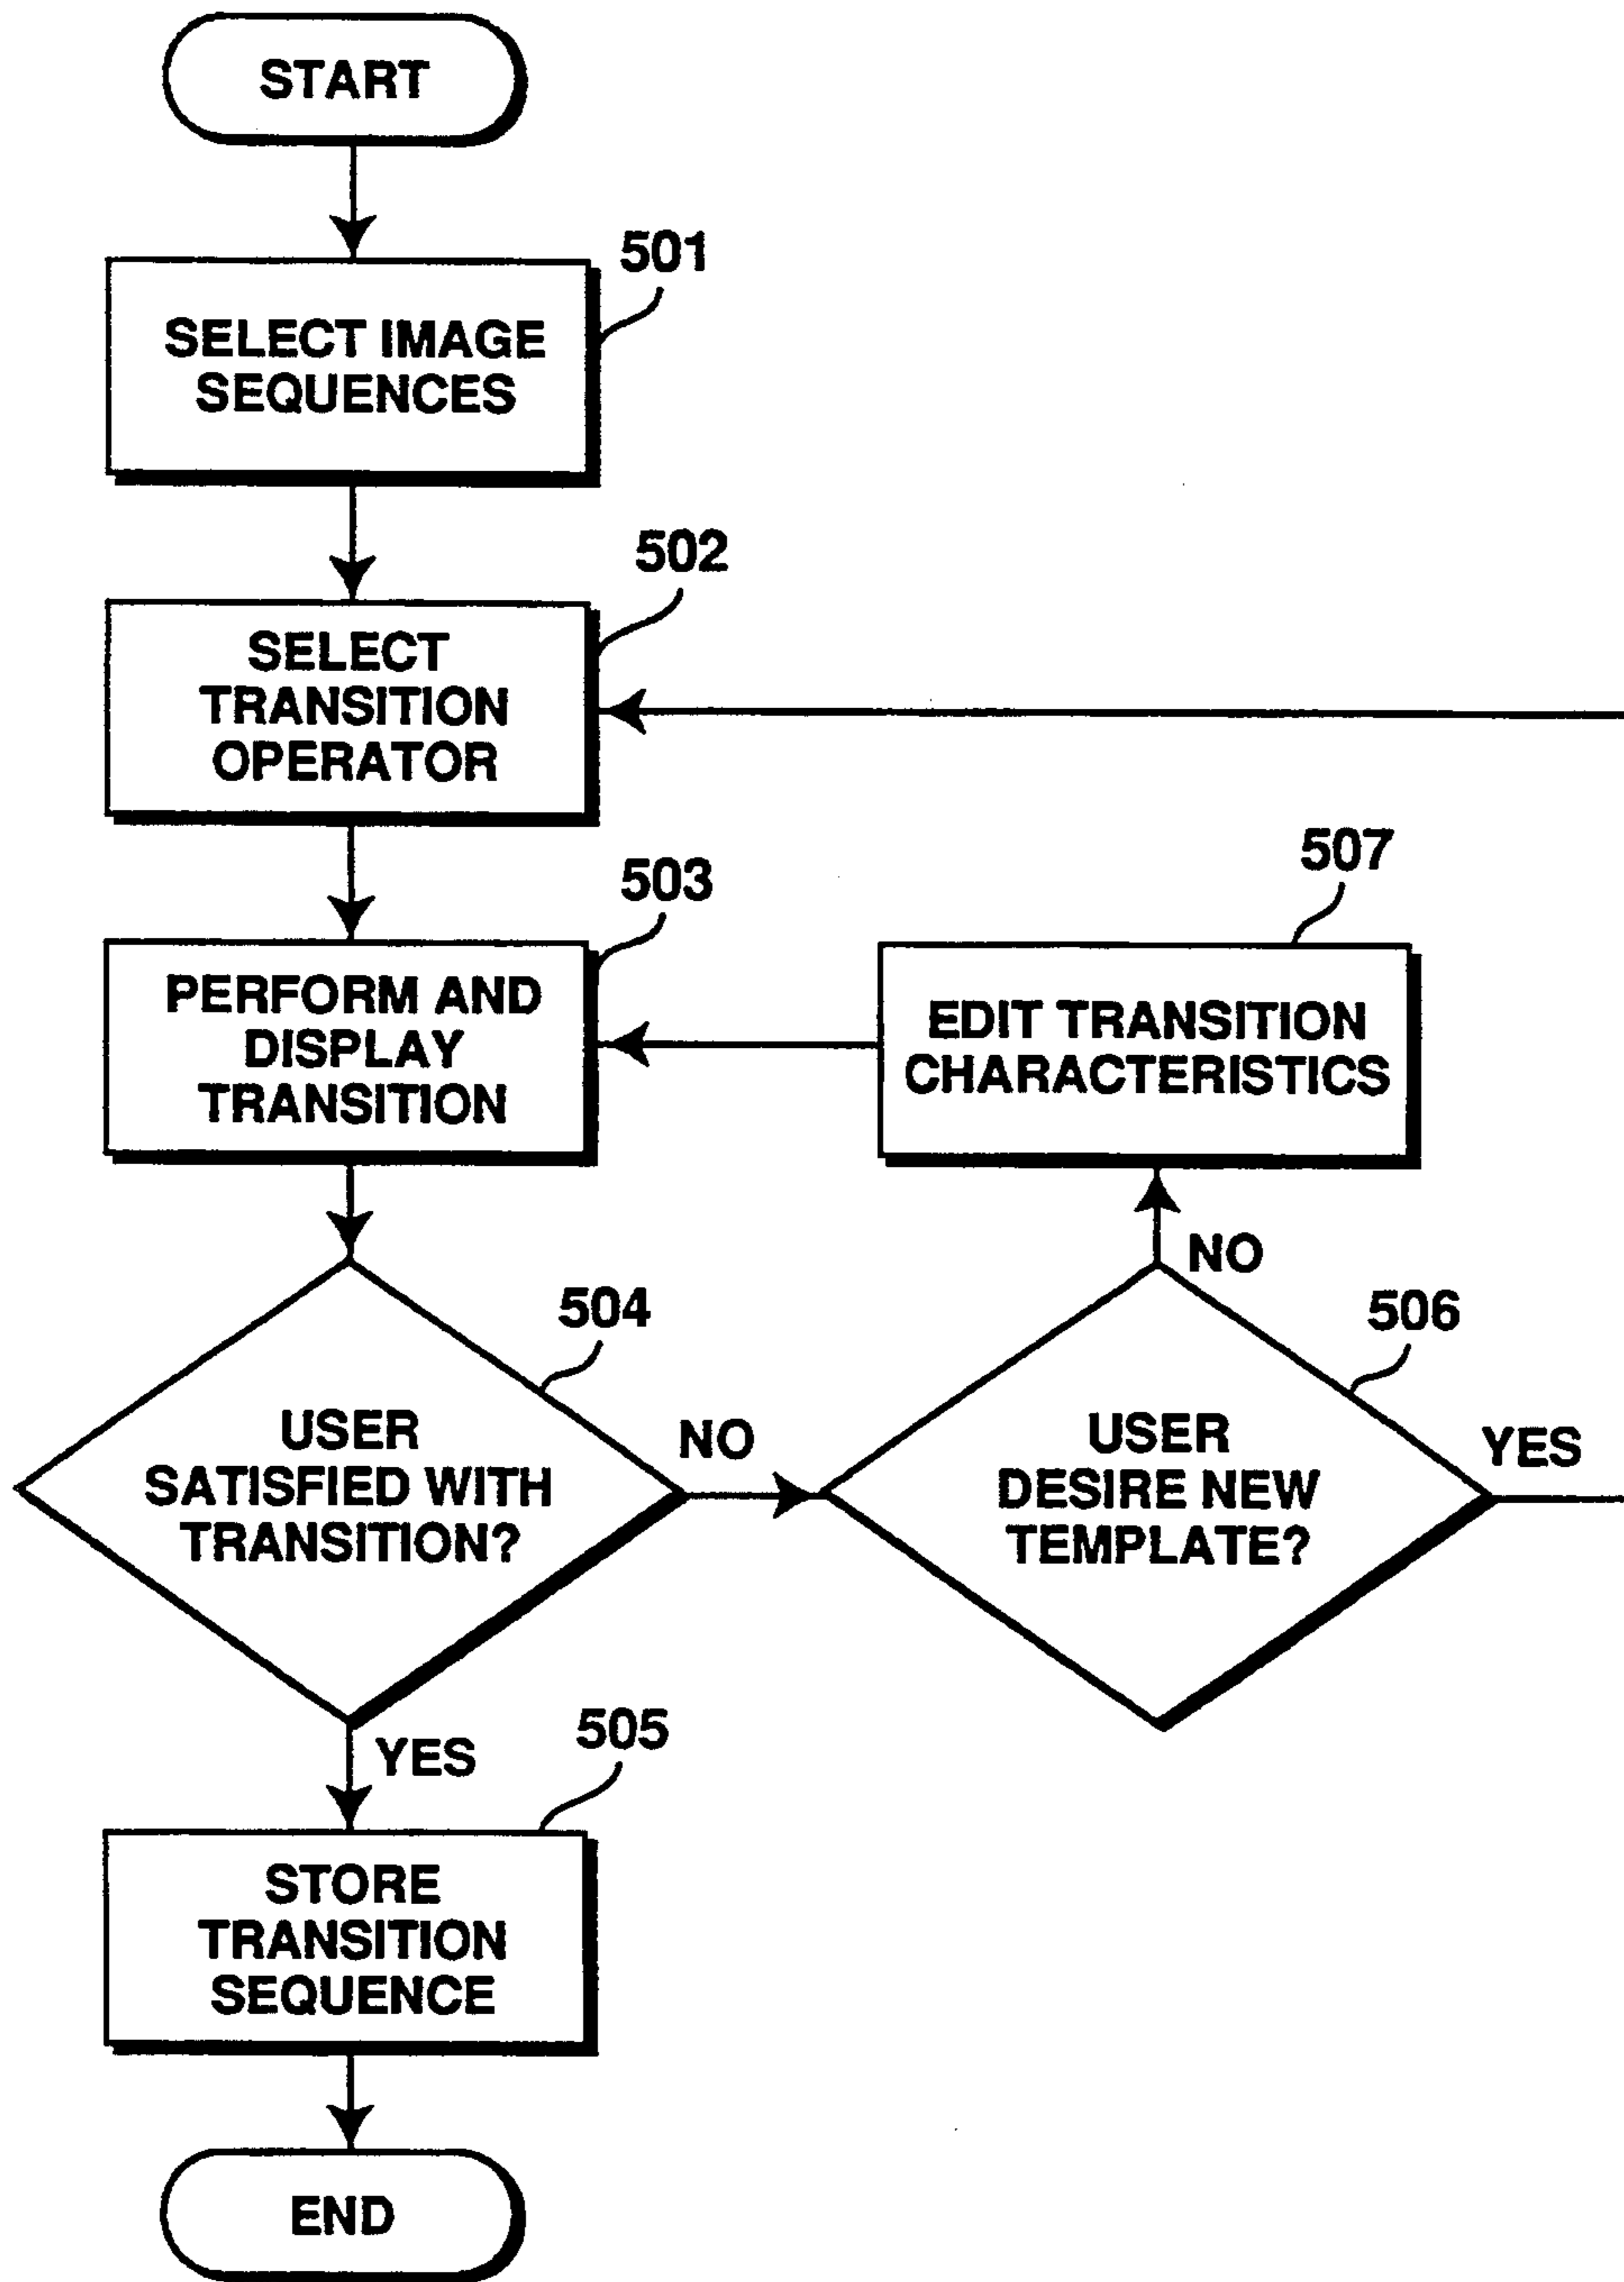 START
501
SELECT IMAGE
SEQUENCES
502
SELECT
TRANSITION
OPERATOR
503
PERFORM AND
DISPLAY
TRANSITION
507
EDIT TRANSITION
CHARACTERISTICS
NO
504
USER
SATISFIED WITH
TRANSITION?
NO
506
USER
DESIRE NEW
TEMPLATE?
YES
YES
505
STORE
TRANSITION
SEQUENCE
END